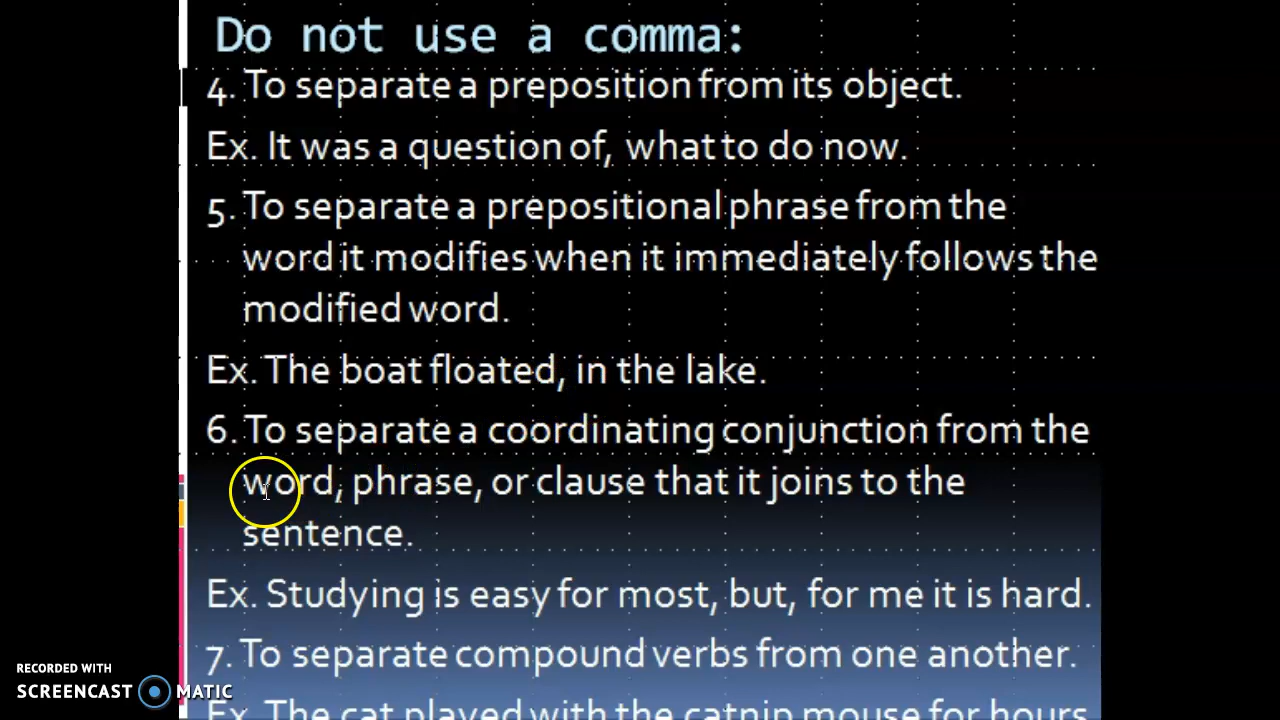 Do not use a comma:
4. To separate a preposition from its object.
Ex. It was a question of, what to do now.
5. To separate a prepositional phrase from the
word it modifies when it immediately follows the
modified word.
Ex. The boat floated, in the lake.
6. To separate a coordinating conjunction from the
word, phrase, or clause that it joins to the
sentence.
Ex. Studying is easy for most, but, for me it is hard.
7. To separate compound verbs from one another.
Ex. The cat played with the catnip mouse for hours
RECORDED WITH
SCREENCAST MATIC